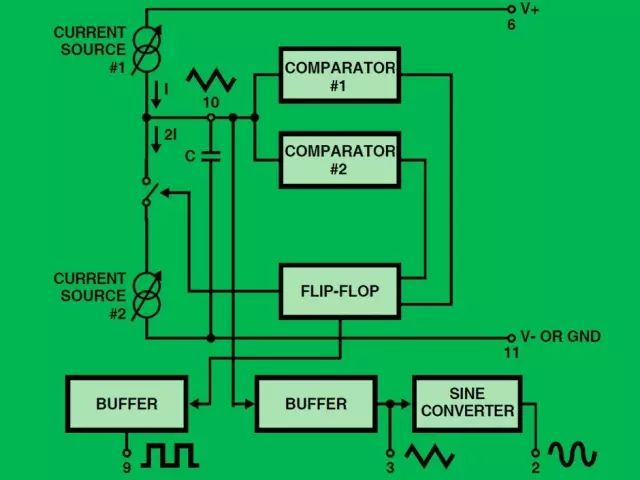 V+
6
CURRENT
SOURCE
#1
I
10
COMPARATOR
#1
2I
C
COMPARATOR
#2
CURRENT
SOURCE
#2
FLIP-FLOP
V- OR GND
11
BUFFER
BUFFER
SINE
CONVERTER
9
3
2